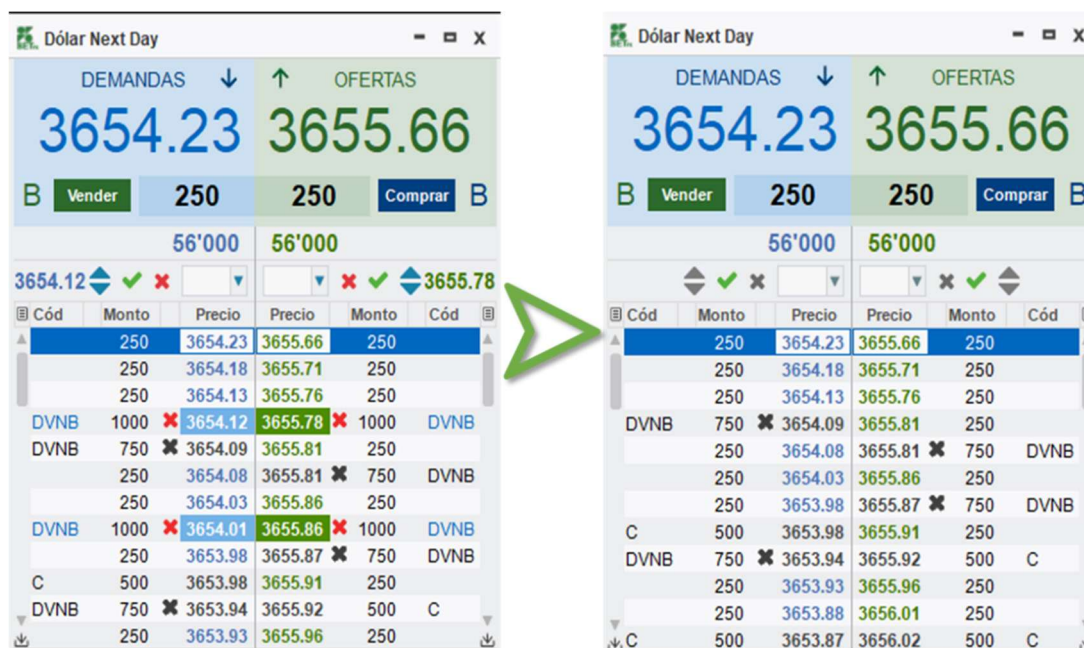 Dólar Next Day
DEMANDAS OFERTAS
3654.23 3655.66
B Vender 250 250 Comprar B
56'000 56'000
3654.12 3655.78
Cód Monto Precio Precio Monto Cód
250 3654.23 3655.66 250
250 3654.18 3655.71 250
250 3654.13 3655.76 250
DVNB 1000 3654.12 3655.78 1000 DVNB
DVNB 750 3654.09 3655.81 250
250 3654.08 3655.81 750 DVNB
250 3654.03 3655.86 250
DVNB 1000 3654.01 3655.86 1000 DVNB
250 3653.98 3655.87 750 DVNB
C 500 3653.98 3655.91 250
DVNB 750 3653.94 3655.92 500 C
250 3653.93 3655.96 250
Dólar Next Day
DEMANDAS OFERTAS
3654.23 3655.66
B Vender 250 250 Comprar B
56'000 56'000
Cód Monto Precio Precio Monto Cód
250 3654.23 3655.66 250
250 3654.18 3655.71 250
250 3654.13 3655.76 250
DVNB 750 3654.09 3655.81 250
250 3654.08 3655.81 750 DVNB
250 3654.03 3655.86 250
250 3653.98 3655.87 750 DVNB
C 500 3653.98 3655.91 250
DVNB 750 3653.94 3655.92 500 C
250 3653.93 3655.96 250
250 3653.88 3656.01 250
C 500 3653.87 3656.02 500 C